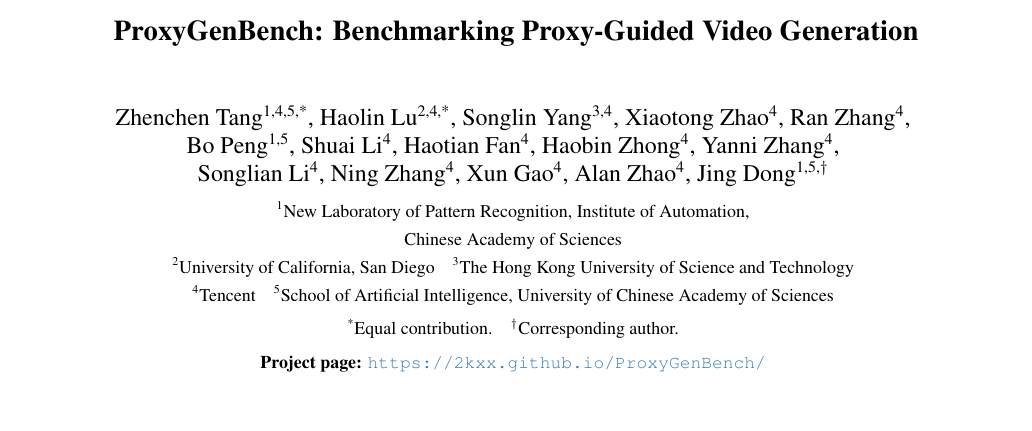 ProxyGenBench: Benchmarking Proxy-Guided Video Generation
Zhenchen Tang1,4,5,*, Haolin Lu2,4,*, Songlin Yang3,4, Xiaotong Zhao4, Ran Zhang4,
Bo Peng1,5, Shuai Li4, Haotian Fan4, Haobin Zhong4, Yanni Zhang4,
Songlian Li4, Ning Zhang4, Xun Gao4, Alan Zhao4, Jing Dong1,5,†
1New Laboratory of Pattern Recognition, Institute of Automation,
Chinese Academy of Sciences
2University of California, San Diego 3The Hong Kong University of Science and Technology
4Tencent 5School of Artificial Intelligence, University of Chinese Academy of Sciences
*Equal contribution. †Corresponding author.
Project page: https://2kxx.github.io/ProxyGenBench/